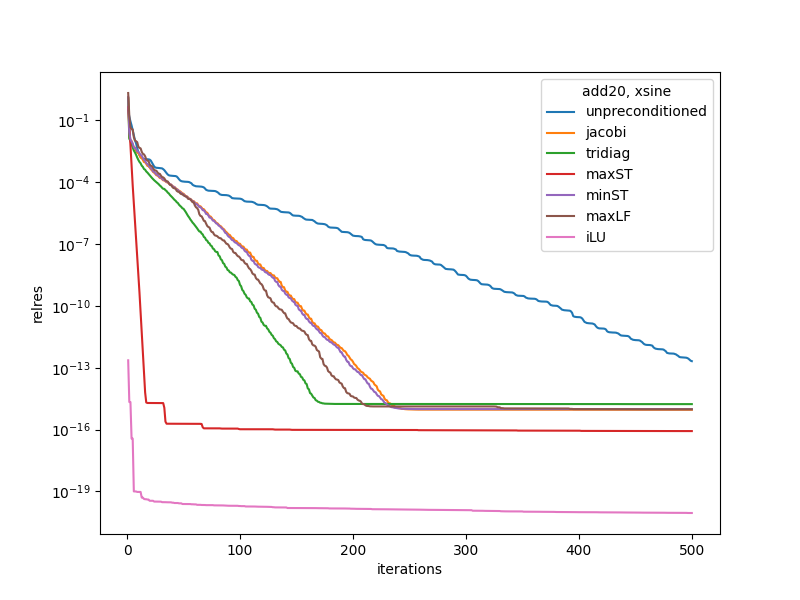 add20, xsine
unpreconditioned
jacobi
tridiag
maxST
minST
maxLF
iLU
relres
10⁻¹
10⁻⁴
10⁻⁷
10⁻¹⁰
10⁻¹³
10⁻¹⁶
10⁻¹⁹
0 100 200 300 400 500
iterations